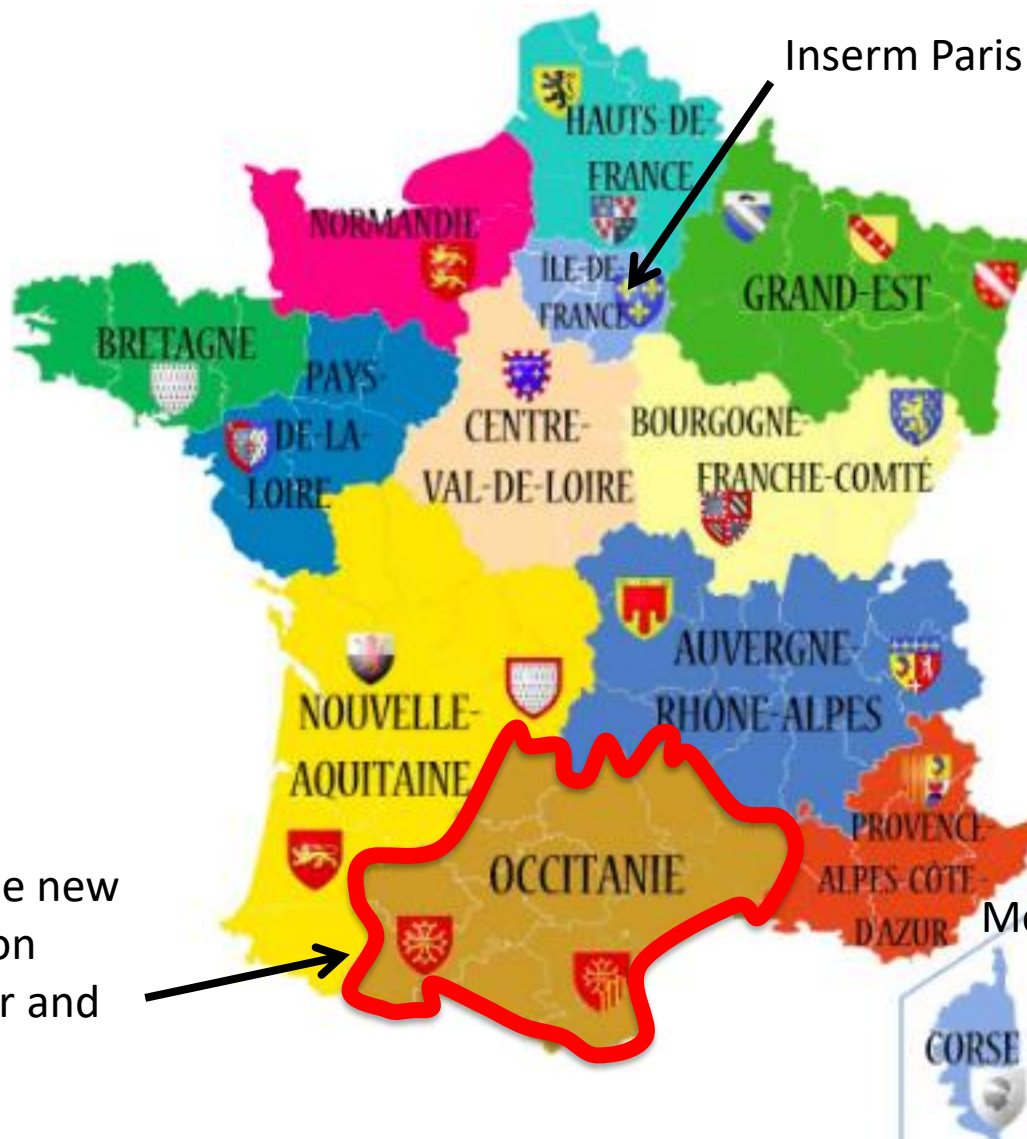 Inserm Paris
HAUTS-DE-
FRANCE
NORMANDIE
ÎLE-DE-
FRANCE
GRAND-EST
BRETAGNE
PAYS-
DE-LA-
LOIRE
CENTRE-
VAL-DE-LOIRE
BOURGOGNE-
FRANCHE-COMTÉ
AUVERGNE-
RHÔNE-ALPES
NOUVELLE-
AQUITAINE
OCCITANIE
PROVENCE-
ALPES-CÔTE-
D'AZUR
CORSE
new
and